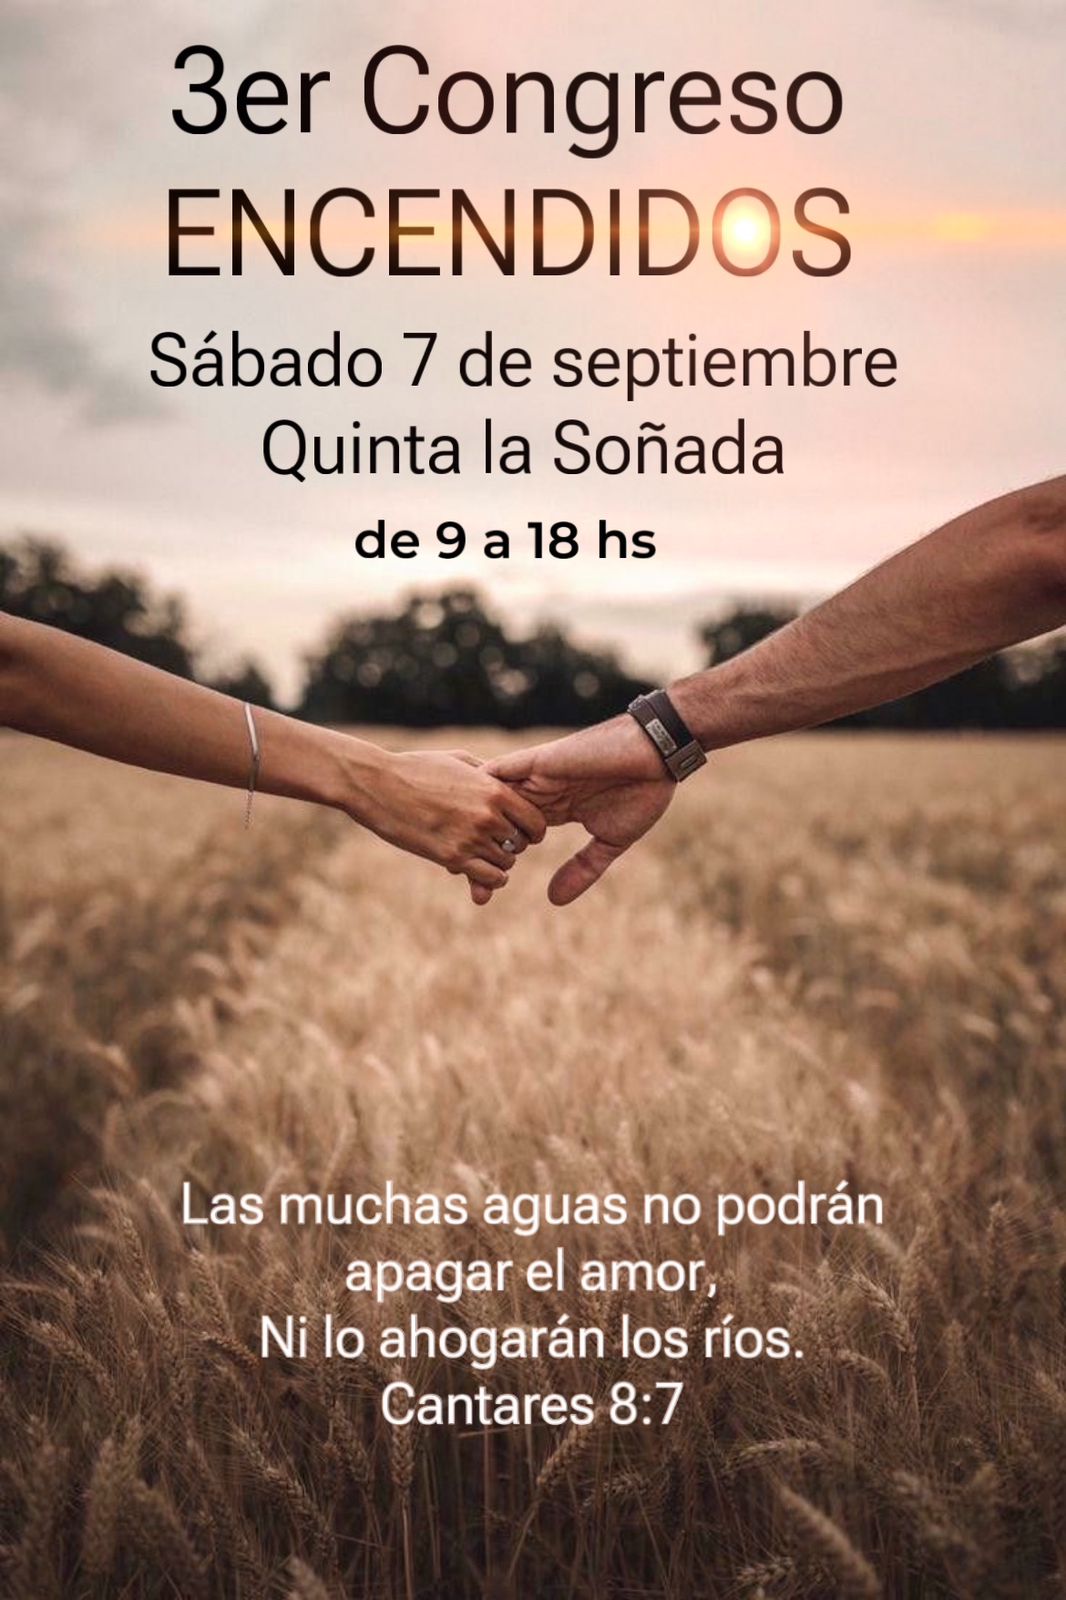 3er Congreso
ENCENDIDOS
Sábado 7 de septiembre
Quinta la Soñada
de 9 a 18 hs
Las muchas aguas no podrán
apagar el amor,
Ni lo ahogarán los ríos.
Cantares 8:7